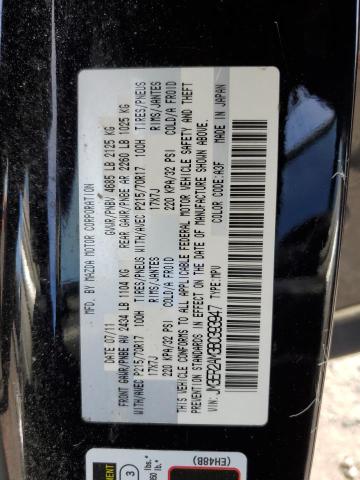 MFD. BY MAZDA MOTOR CORPORATION
DATE 07/11 GVWR/PNBV 4686 LB 2125 KG
FRONT GAWR/PNBE AV 2434 LB 1104 KG REAR GAWR/PNBE AR 2260 LB 1025 KG
WITH/AVEC P215/70R17 100H TIRES/PNEUS WITH/AVEC P215/70R17 100H TIRES/PNEUS
17X7J RIMS/JANTES 17X7J RIMS/JANTES
220 KPA/32 PSI COLD/A FROID 220 KPA/32 PSI COLD/A FROID
THIS VEHICLE CONFORMS TO ALL APPLICABLE FEDERAL MOTOR VEHICLE SAFETY AND THEFT
PREVENTION STANDARDS IN EFFECT ON THE DATE OF MANUFACTURE SHOWN ABOVE.
VIN: TYPE:MPV COLOR CODE:A3F MADE IN JAPAN
(EH48B)
3
lbs.*